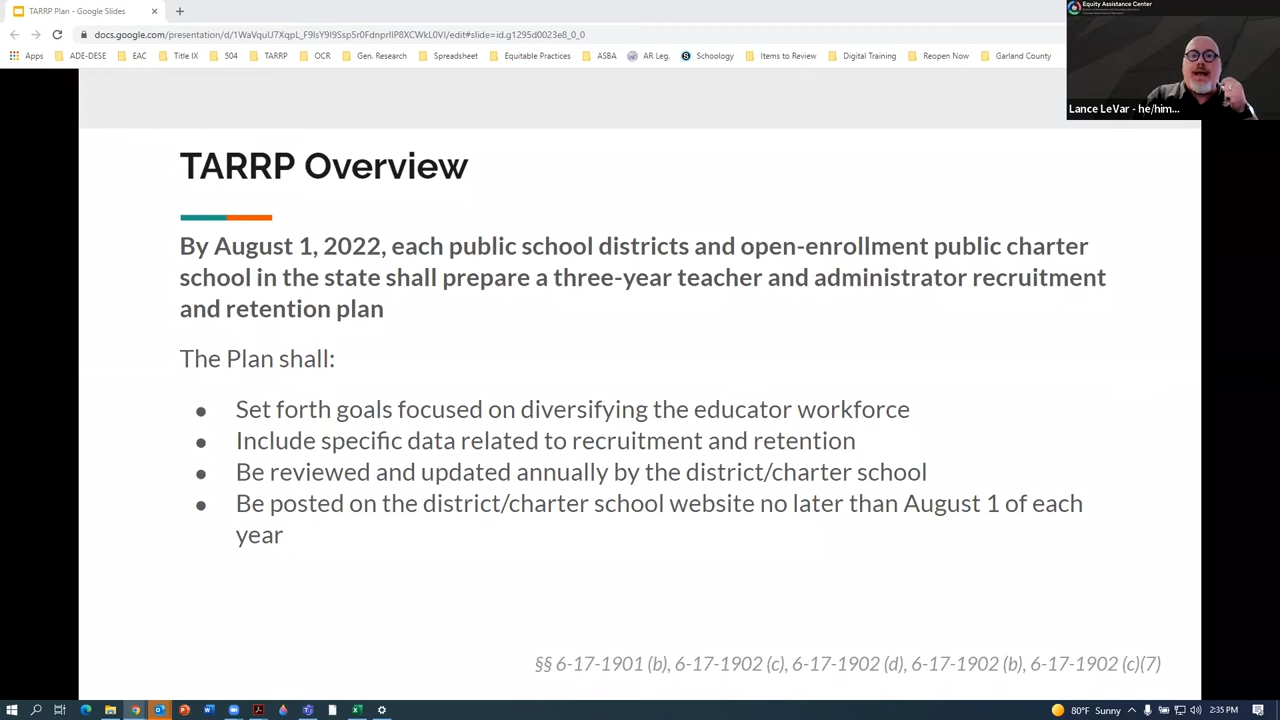 TARRP Plan - Google Slides
Equity Assistance Center
docs.google.com/presentation/d/1WaVquU7XqpL_F9lsY9l9Ssp5r0FdnprIlP8XCWkL0VI/edit#slide=id.g1295d0023e8_0_0
Apps ADE-DESE EAC Title IX 504 TARRP OCR Gen. Research Spreadsheet Equitable Practices ASBA AR Leg. Schoology Items to Review Digital Training Reopen Now Garland County
Lance LeVar - he/him...
TARRP Overview
By August 1, 2022, each public school districts and open-enrollment public charter
school in the state shall prepare a three-year teacher and administrator recruitment
and retention plan
The Plan shall:
● Set forth goals focused on diversifying the educator workforce
● Include specific data related to recruitment and retention
● Be reviewed and updated annually by the district/charter school
● Be posted on the district/charter school website no later than August 1 of each
year
§§ 6-17-1901 (b), 6-17-1902 (c), 6-17-1902 (d), 6-17-1902 (b), 6-17-1902 (c)(7)
80°F Sunny 2:35 PM